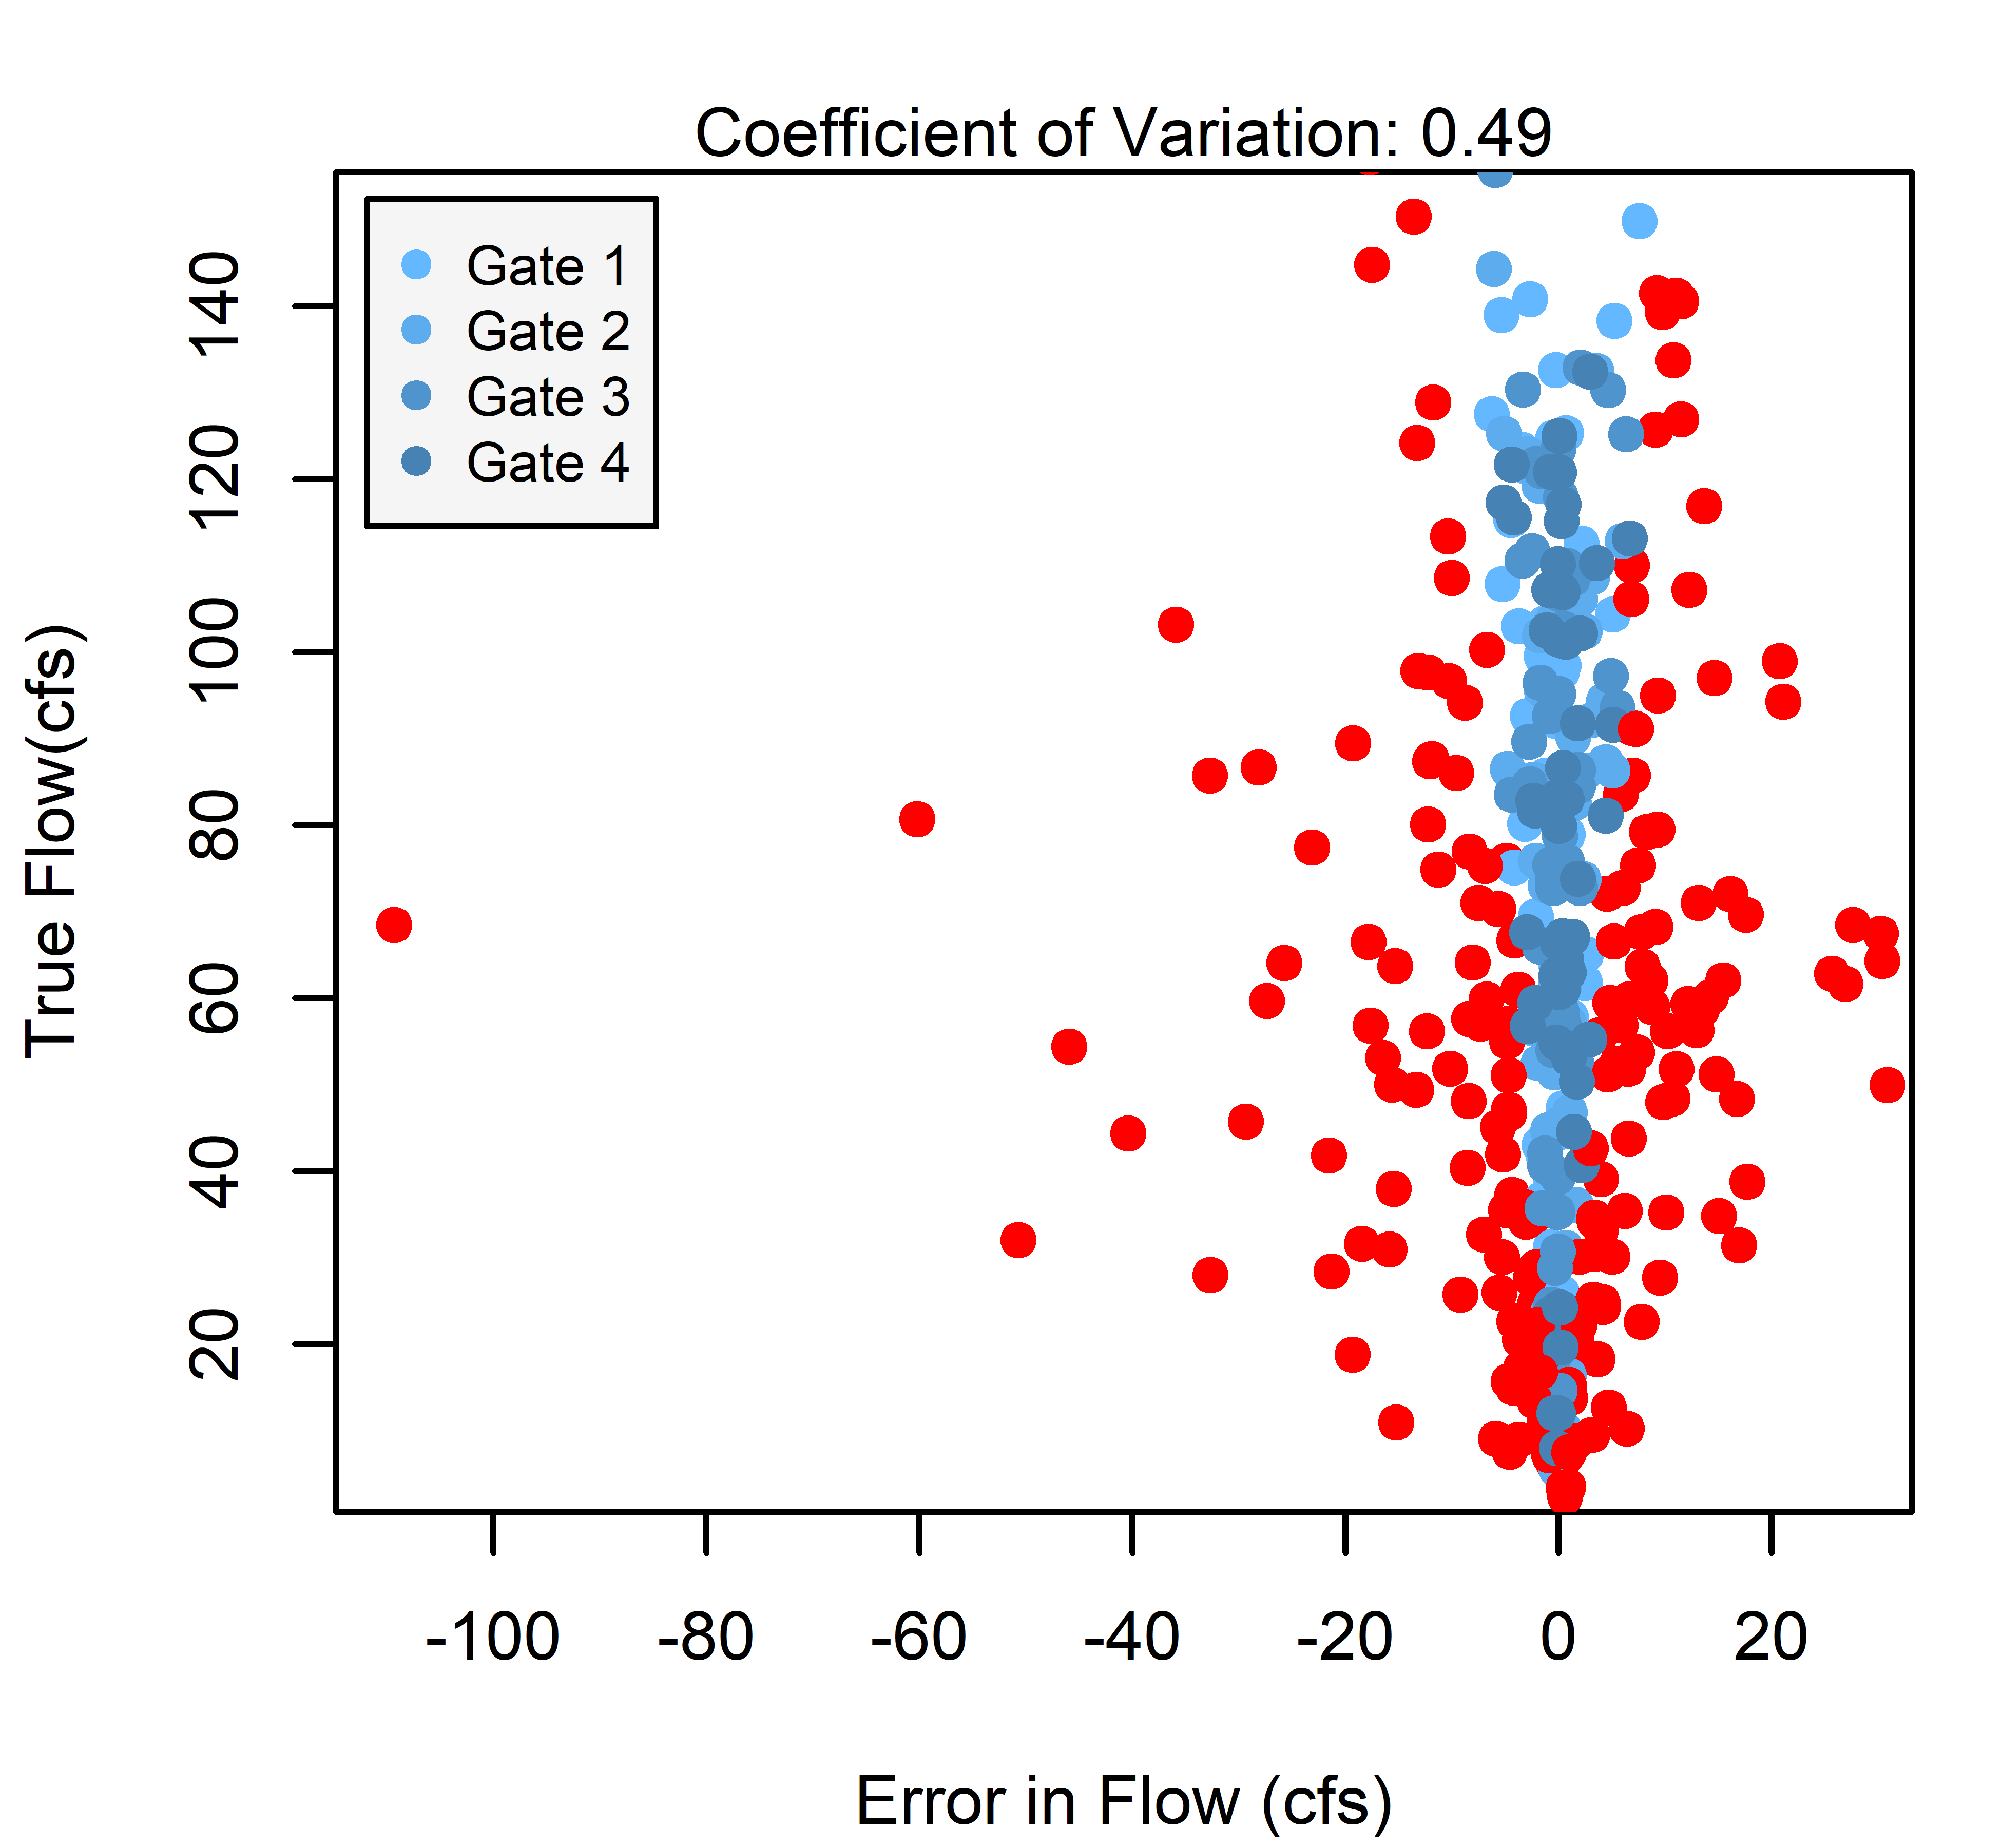 Coefficient of Variation: 0.49
Gate 1
Gate 2
Gate 3
Gate 4
True Flow(cfs)
140
120
100
80
60
40
20
-100 -80 -60 -40 -20 0 20
Error in Flow (cfs)